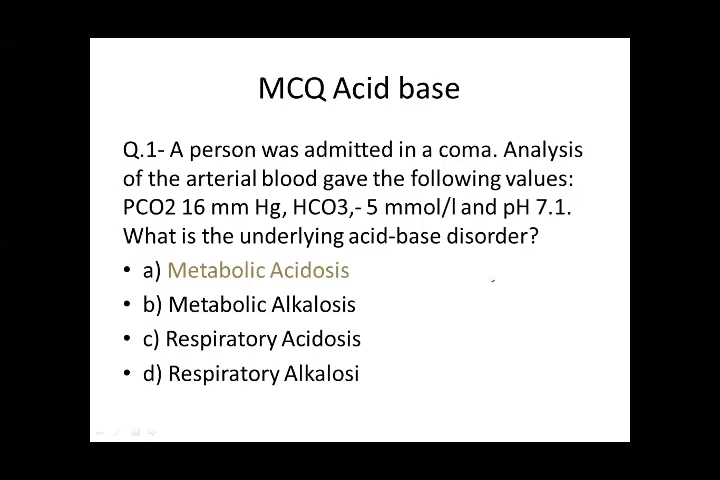 MCQ Acid base
Q.1- A person was admitted in a coma. Analysis
of the arterial blood gave the following values:
PCO2 16 mm Hg, HCO3,- 5 mmol/l and pH 7.1.
What is the underlying acid-base disorder?
• a) Metabolic Acidosis
• b) Metabolic Alkalosis
• c) Respiratory Acidosis
• d) Respiratory Alkalosi